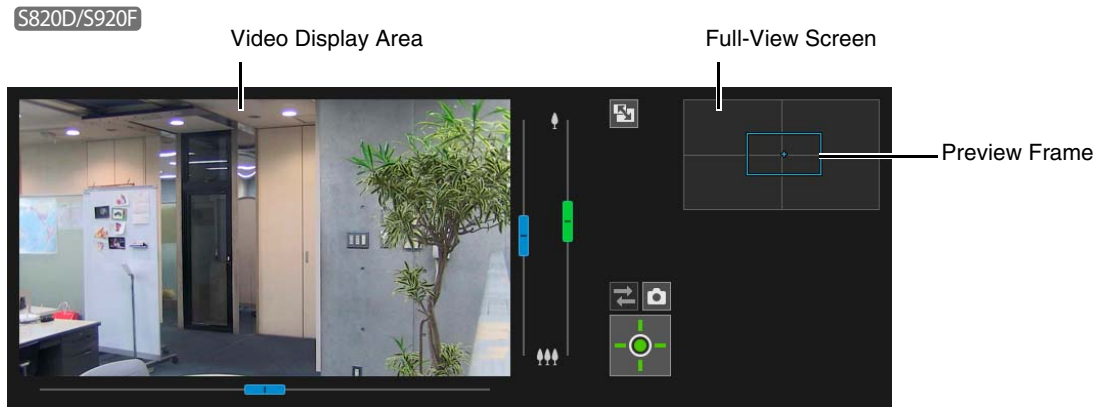 S820D/S920F
Video Display Area
Full-View Screen
Preview Frame